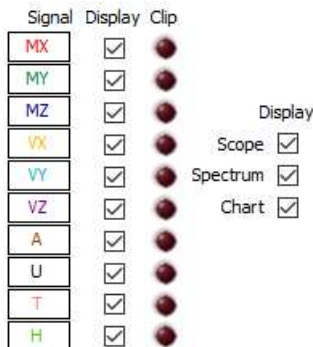 Signal Display Clip
MX
MY
MZ
Display
VX
Scope
VY
Spectrum
VZ
Chart
A
U
T
H